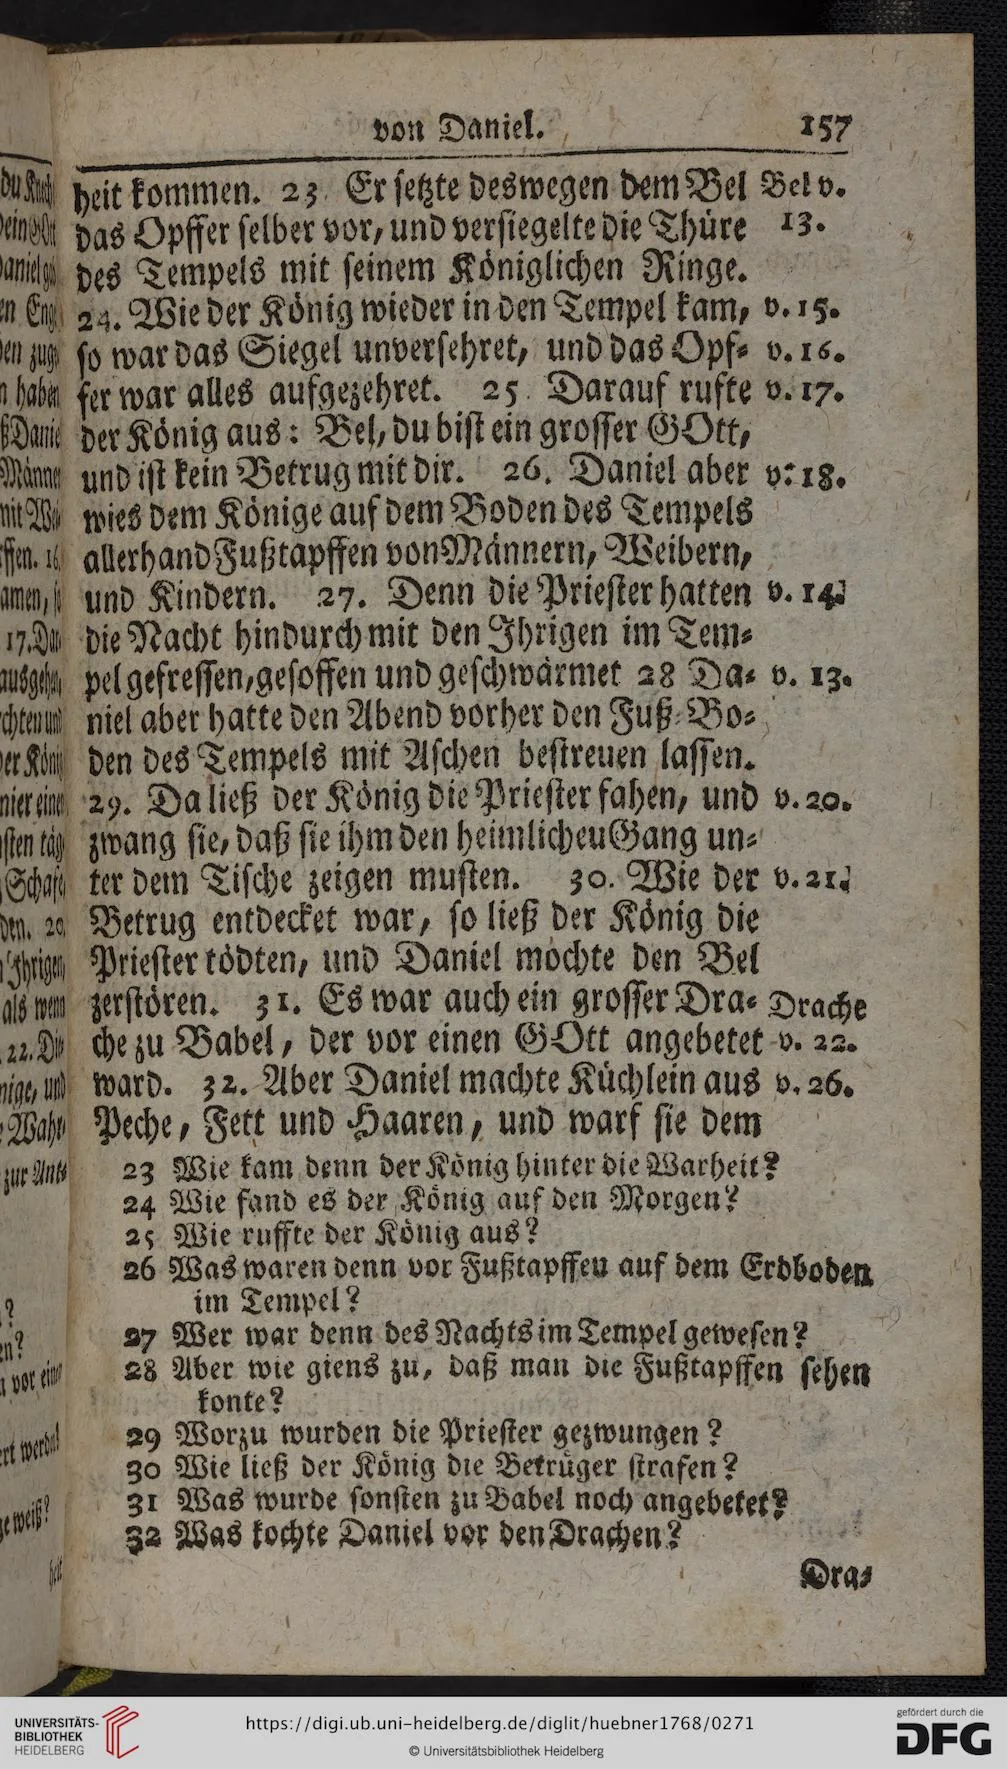 von Daniel. 157
heit kommen. 23. Er setzte deswegen dem Bel Bel v.
das Opffer selber vor, und versiegelte die Thüre 13.
des Tempels mit seinem Königlichen Ringe.
24. Wie der König wieder in den Tempel kam, v. 15.
so war das Siegel unversehret, und das Opf= v. 16.
fer war alles aufgezehret. 25. Darauf rufte v. 17.
der König aus: Bel, du bist ein grosser GOtt,
und ist kein Betrug mit dir. 26. Daniel aber v. 18.
wies dem Könige auf dem Boden des Tempels
allerhand Fußtapffen von Männern, Weibern,
und Kindern. 27. Denn die Priester hatten v. 14.
die Nacht hindurch mit den Ihrigen im Tem=
pel gefressen, gesoffen und geschwärmet 28 Da= v. 13.
niel aber hatte den Abend vorher den Fuß=Bo=
den des Tempels mit Aschen bestreuen lassen.
29. Da ließ der König die Priester fahen, und v. 20.
zwang sie, daß sie ihm den heimlicheu Gang un=
ter dem Tische zeigen musten. 30. Wie der v. 21.
Betrug entdecket war, so ließ der König die
Priester tödten, und Daniel mochte den Bel
zerstören. 31. Es war auch ein grosser Dra= Drache
che zu Babel, der vor einen GOtt angebetet v. 22.
ward. 32. Aber Daniel machte Küchlein aus v. 26.
Peche, Fett und Haaren, und warf sie dem
23 Wie kam denn der König hinter die Warheit?
24 Wie fand es der König auf den Morgen?
25 Wie ruffte der König aus?
26 Was waren denn vor Fußtapffeu auf dem Erdboden
im Tempel?
27 Wer war denn des Nachts im Tempel gewesen?
28 Aber wie giens zu, daß man die Fußtapffen sehen
konte?
29 Worzu wurden die Priester gezwungen?
30 Wie ließ der König die Betrüger strafen?
31 Was wurde sonsten zu Babel noch angebetet?
32 Was kochte Daniel vor den Drachen?
Dra=
UNIVERSITÄTS-
BIBLIOTHEK
HEIDELBERG
https://digi.ub.uni-heidelberg.de/diglit/huebner1768/0271
© Universitätsbibliothek Heidelberg
gefördert durch die
DFG